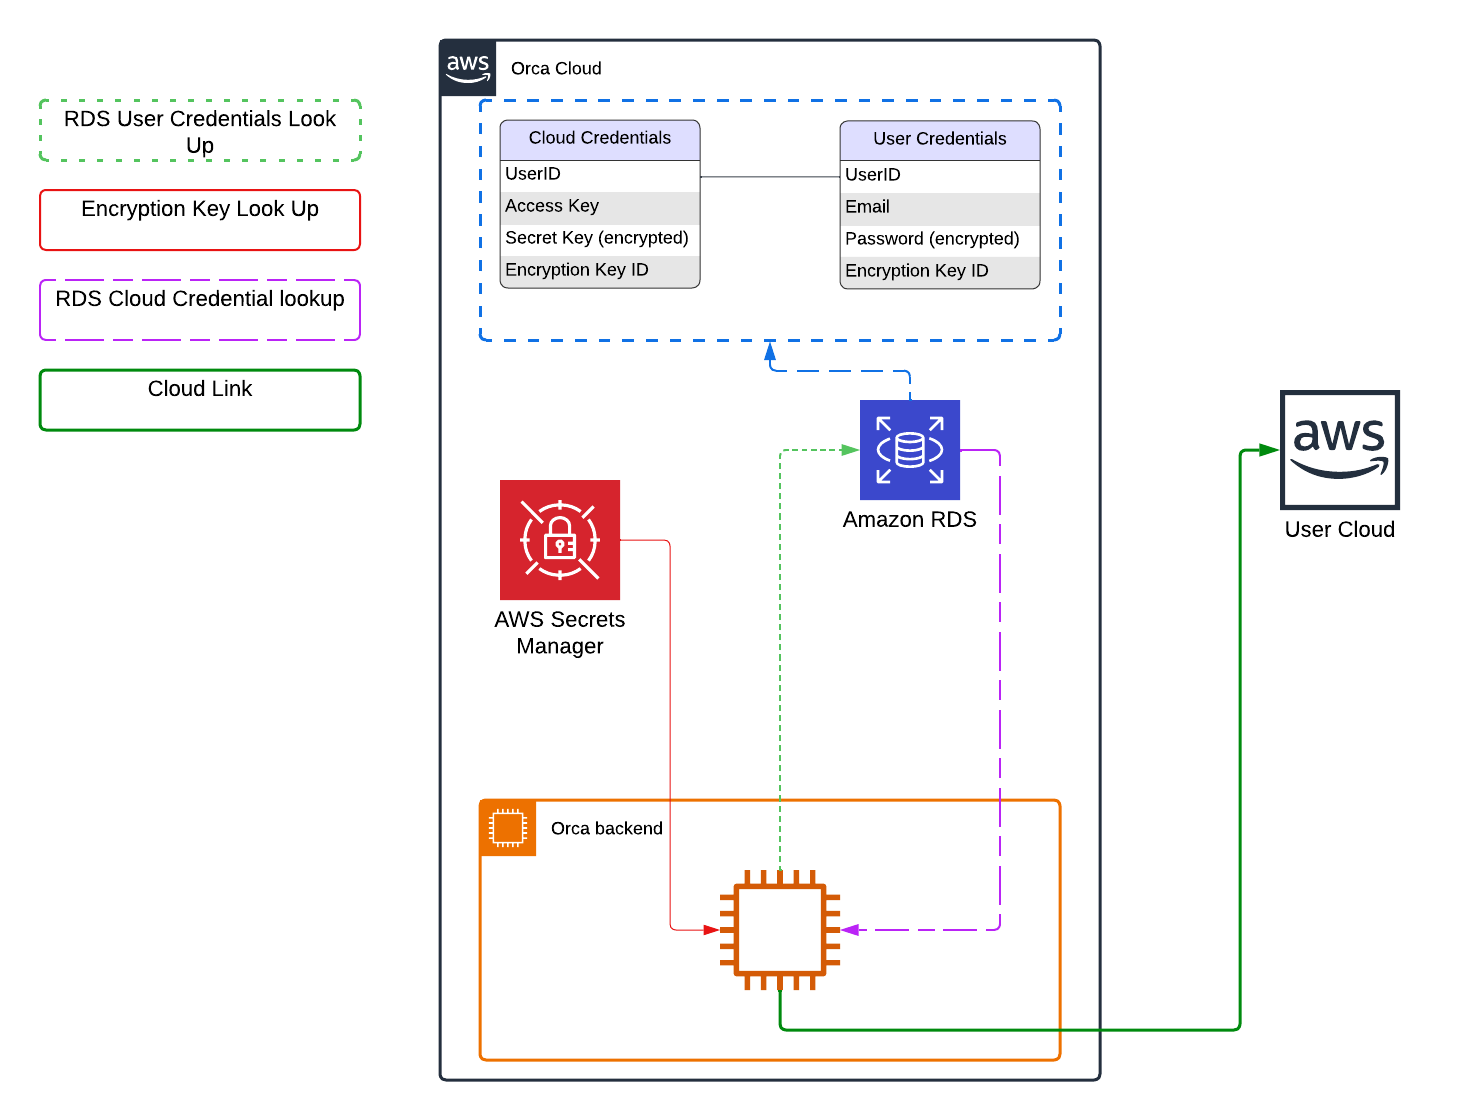 aws
Orca Cloud
RDS User Credentials Look
Up
Encryption Key Look Up
RDS Cloud Credential lookup
Cloud Link
Cloud Credentials
UserID
Access Key
Secret Key (encrypted)
Encryption Key ID
User Credentials
UserID
Email
Password (encrypted)
Encryption Key ID
Amazon RDS
AWS Secrets
Manager
aws
User Cloud
Orca backend